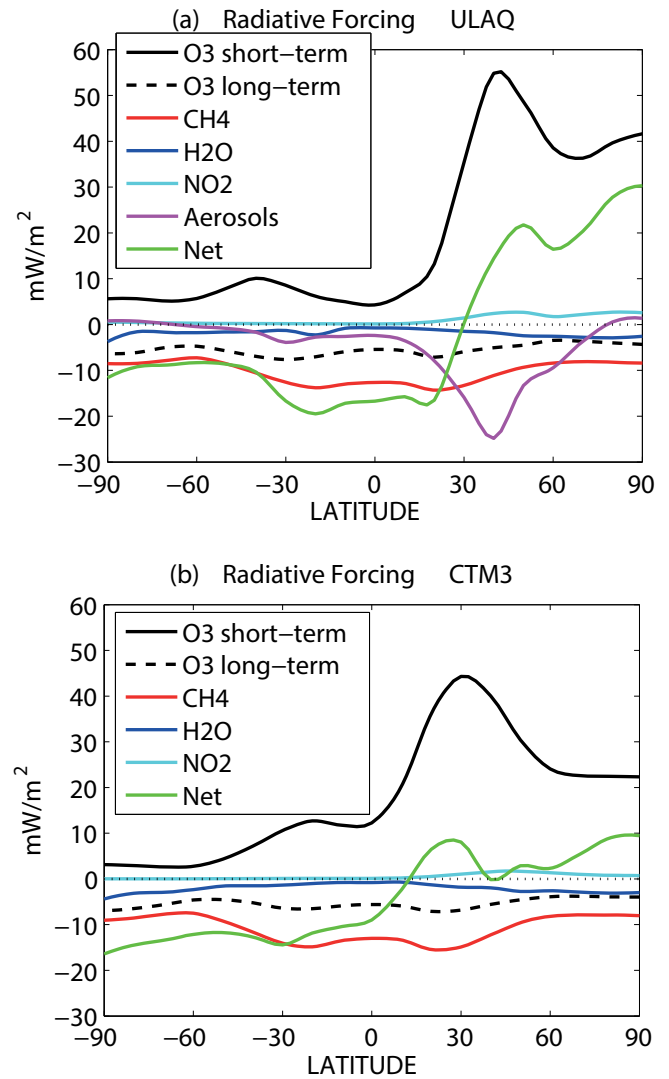 (a) Radiative Forcing ULAQ
60
50
40
30
20
10
0
−10
−20
−30
mW/m²
O3 short−term
O3 long−term
CH4
H2O
NO2
Aerosols
Net
−90 −60 −30 0 30 60 90
LATITUDE
(b) Radiative Forcing CTM3
60
50
40
30
20
10
0
−10
−20
−30
mW/m²
O3 short−term
O3 long−term
CH4
H2O
NO2
Net
−90 −60 −30 0 30 60 90
LATITUDE